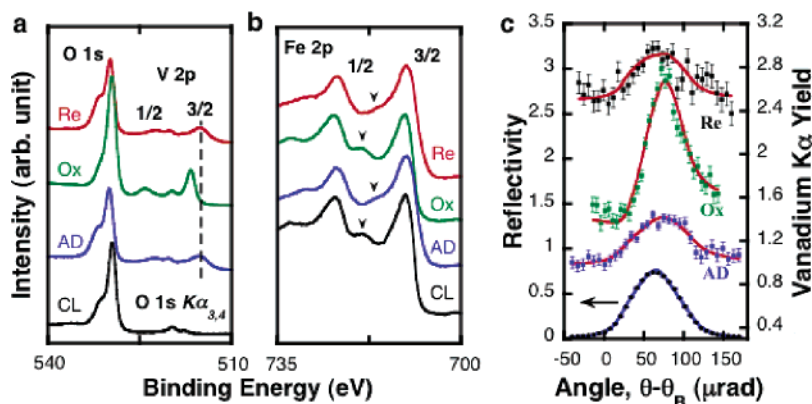 a
O 1s
V 2p
1/2
3/2
Re
Ox
AD
CL
O 1s Kα3,4
540
510
Intensity (arb. unit)
b
Fe 2p
1/2
3/2
Re
Ox
AD
CL
735
700
Binding Energy (eV)
c
Reflectivity
3.5
3
2.5
2
1.5
1
0.5
0
Re
Ox
AD
-50
0
50
100
150
Angle, θ-θB (μrad)
3.2
2.8
2.4
2.0
1.6
1.2
0.8
0.4
Vanadium Kα Yield